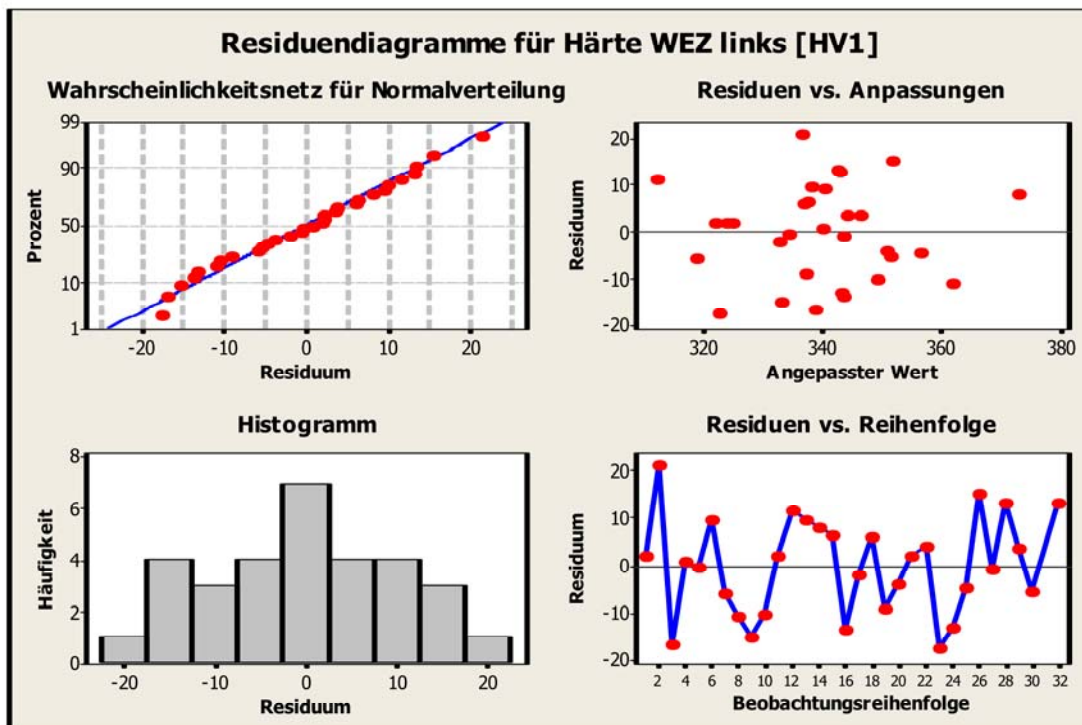 Residuendiagramme für Härte WEZ links [HV1]
Wahrscheinlichkeitsnetz für Normalverteilung
99
90
50
10
1
Prozent
-20 -10 0 10 20
Residuum
Residuen vs. Anpassungen
20
10
0
-10
-20
Residuum
320 340 360 380
Angepasster Wert
Histogramm
8
6
4
2
0
Häufigkeit
-20 -10 0 10 20
Residuum
Residuen vs. Reihenfolge
20
10
0
-10
-20
Residuum
2 4 6 8 10 12 14 16 18 20 22 24 26 28 30 32
Beobachtungsreihenfolge